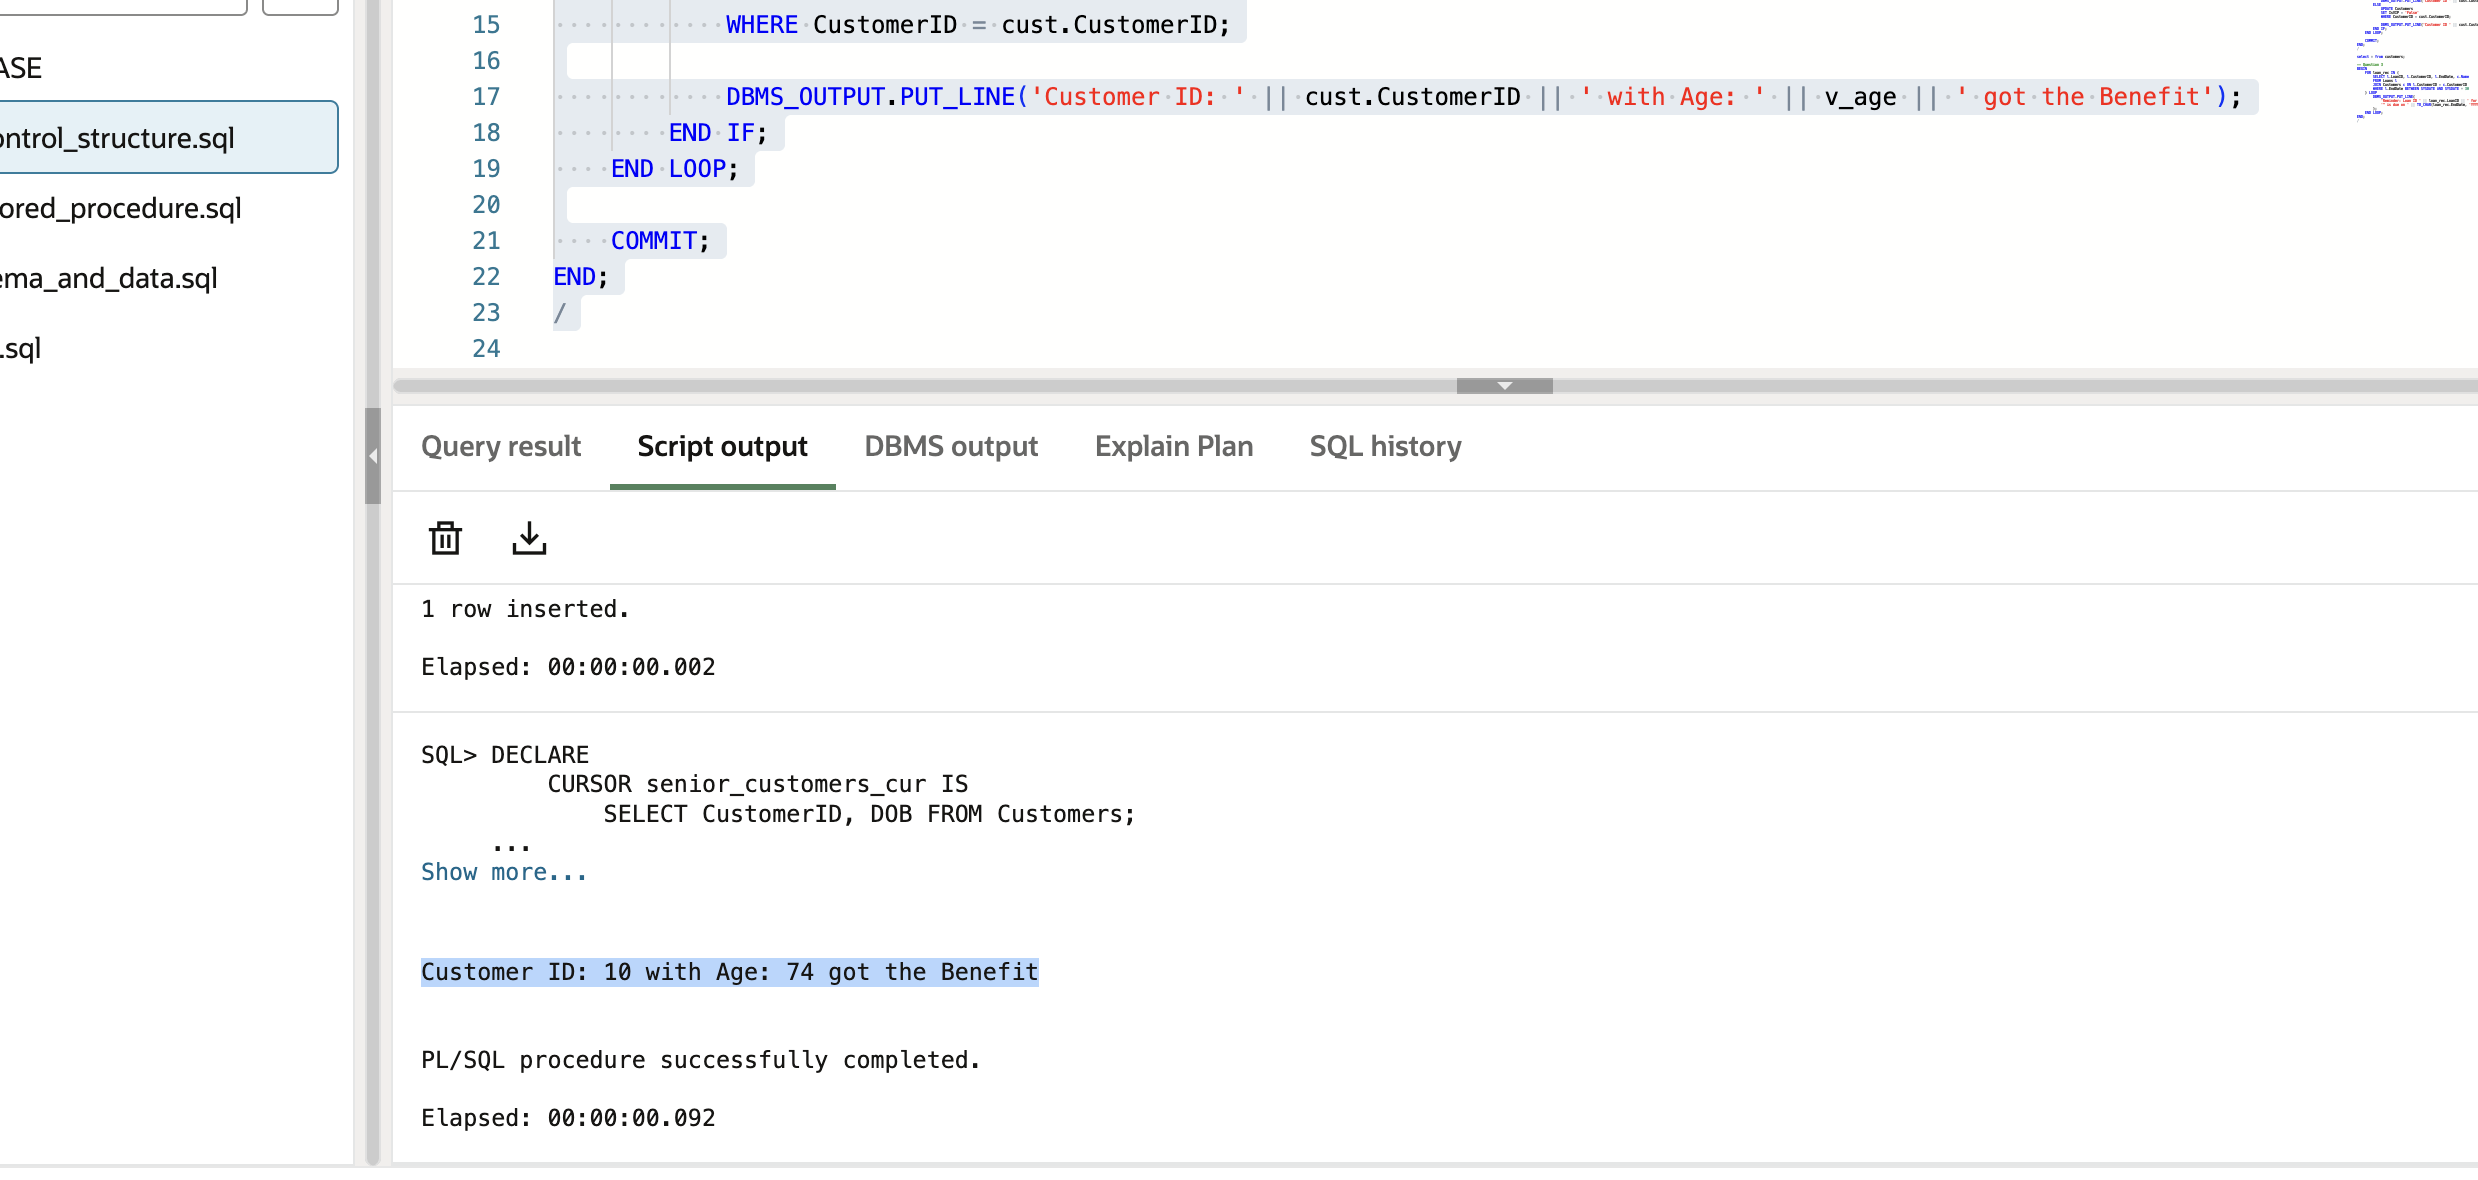 ASE
ontrol_structure.sql
ored_procedure.sql
ema_and_data.sql
.sql
15 WHERE CustomerID = cust.CustomerID;
16
17 DBMS_OUTPUT.PUT_LINE('Customer ID: ' || cust.CustomerID || ' with Age: ' || v_age || ' got the Benefit');
18 END IF;
19 END LOOP;
20
21 COMMIT;
22 END;
23 /
24
Query result Script output DBMS output Explain Plan SQL history
1 row inserted.
Elapsed: 00:00:00.002
SQL> DECLARE
CURSOR senior_customers_cur IS
SELECT CustomerID, DOB FROM Customers;
...
Show more...
Customer ID: 10 with Age: 74 got the Benefit
PL/SQL procedure successfully completed.
Elapsed: 00:00:00.092